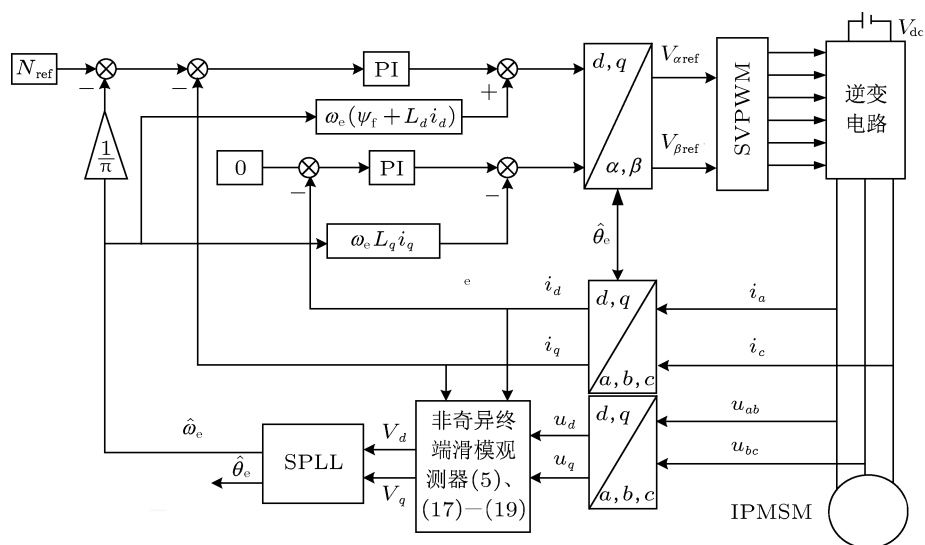 N_ref
−
−
PI
+
d, q
α, β
V_αref
V_βref
SVPWM
V_dc
逆变
电路
1/π
ω_e(ψ_f + L_d i_d)
0
−
PI
−
ω_e L_q i_q
θ̂_e
e
i_d
i_q
d, q
a, b, c
i_a
i_c
ω̂_e
θ̂_e
SPLL
V_d
V_q
非奇异终
端滑模观
测器(5)、
(17)—(19)
u_d
u_q
d, q
a, b, c
u_ab
u_bc
IPMSM